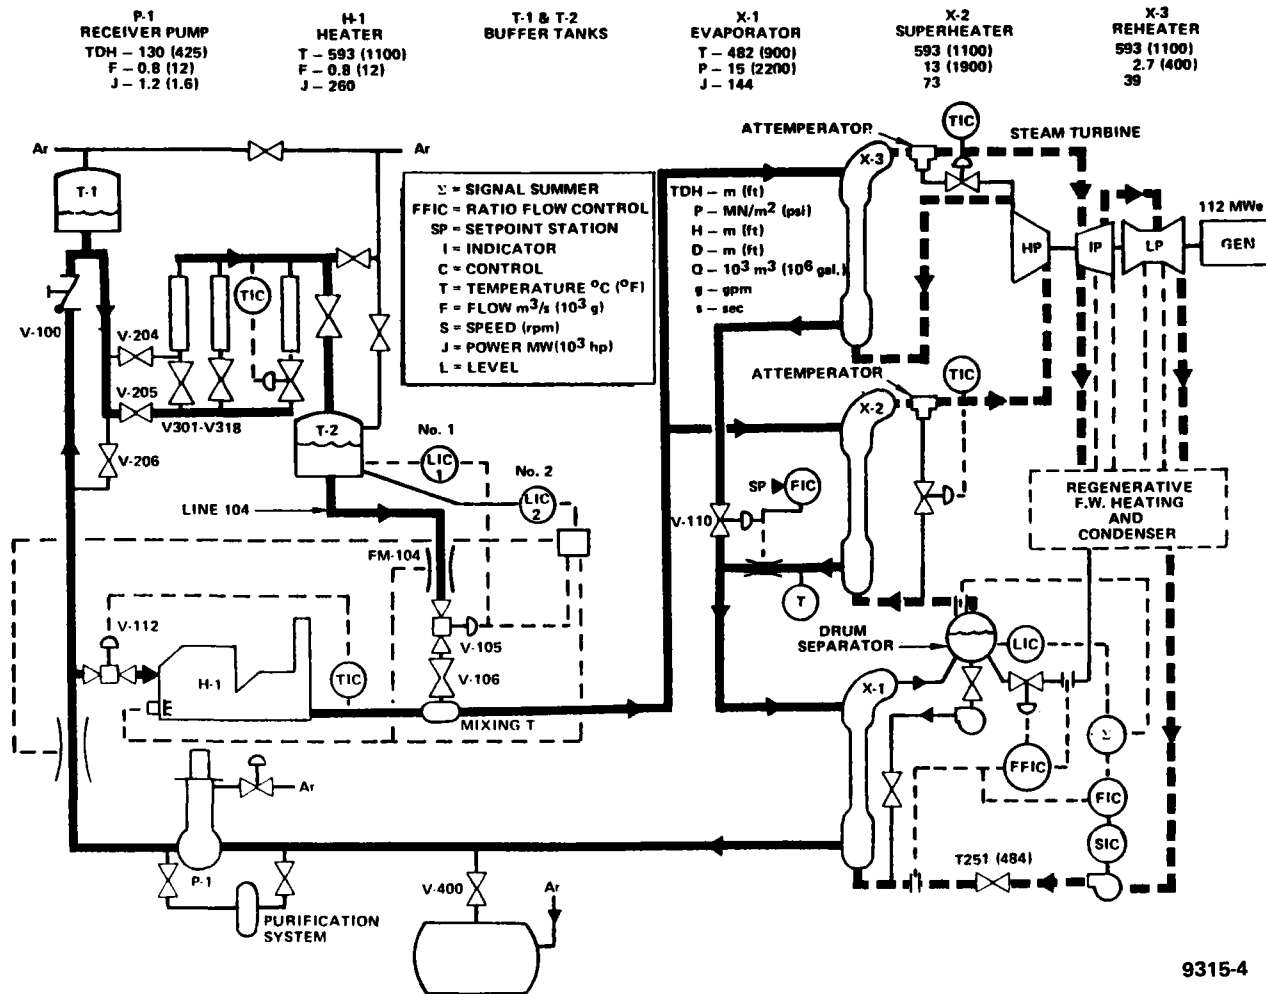 P-1
RECEIVER PUMP
TDH – 130 (425)
F – 0.8 (12)
J – 1.2 (1.6)
H-1
HEATER
T – 593 (1100)
F – 0.8 (12)
J – 260
T-1 & T-2
BUFFER TANKS
X-1
EVAPORATOR
T – 482 (900)
P – 15 (2200)
J – 144
X-2
SUPERHEATER
593 (1100)
13 (1900)
73
X-3
REHEATER
593 (1100)
2.7 (400)
39
Ar
Ar
T-1
V-100
V-204
V-205
V-206
TIC
V301-V318
T-2
Σ = SIGNAL SUMMER
FFIC = RATIO FLOW CONTROL
SP = SETPOINT STATION
I = INDICATOR
C = CONTROL
T = TEMPERATURE °C (°F)
F = FLOW m³/s (10³ g)
S = SPEED (rpm)
J = POWER MW(10³ hp)
L = LEVEL
TDH – m (ft)
P – MN/m² (psi)
H – m (ft)
D – m (ft)
Q – 10³ m³ (10⁶ gal.)
g – gpm
s – sec
ATTEMPERATOR
TIC
STEAM TURBINE
X-3
HP
IP
LP
112 MWe
GEN
ATTEMPERATOR
TIC
X-2
No. 1
LIC
1
No. 2
LIC
2
LINE 104
FM-104
SP
FIC
V-110
T
REGENERATIVE
F.W. HEATING
AND
CONDENSER
V-112
H-1
TIC
V-105
V-106
MIXING T
DRUM
SEPARATOR
LIC
X-1
Σ
FFIC
FIC
SIC
T251 (484)
Ar
P-1
PURIFICATION
SYSTEM
V-400
Ar
9315-4